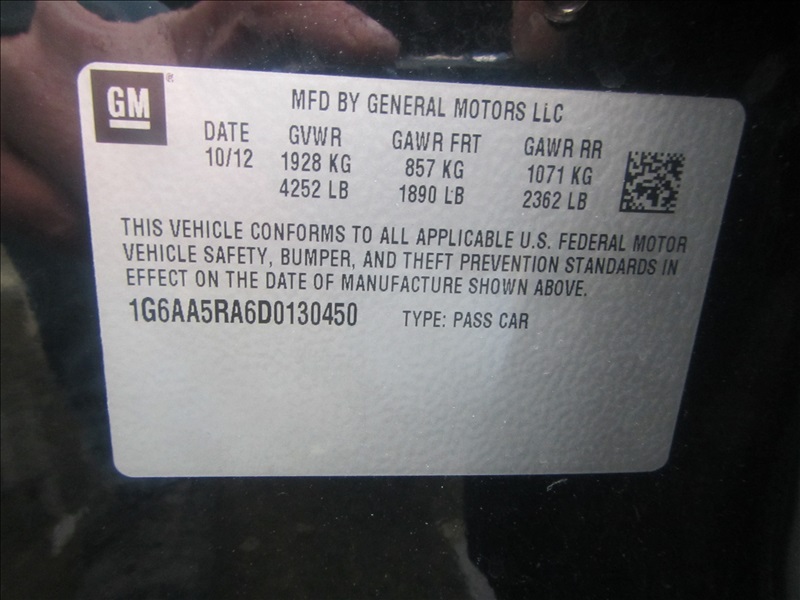 GM ®
MFD BY GENERAL MOTORS LLC
DATE GVWR GAWR FRT GAWR RR
10/12 1928 KG 857 KG 1071 KG
4252 LB 1890 LB 2362 LB
THIS VEHICLE CONFORMS TO ALL APPLICABLE U.S. FEDERAL MOTOR
VEHICLE SAFETY, BUMPER, AND THEFT PREVENTION STANDARDS IN
EFFECT ON THE DATE OF MANUFACTURE SHOWN ABOVE.
1G6AA5RA6D0130450 TYPE: PASS CAR